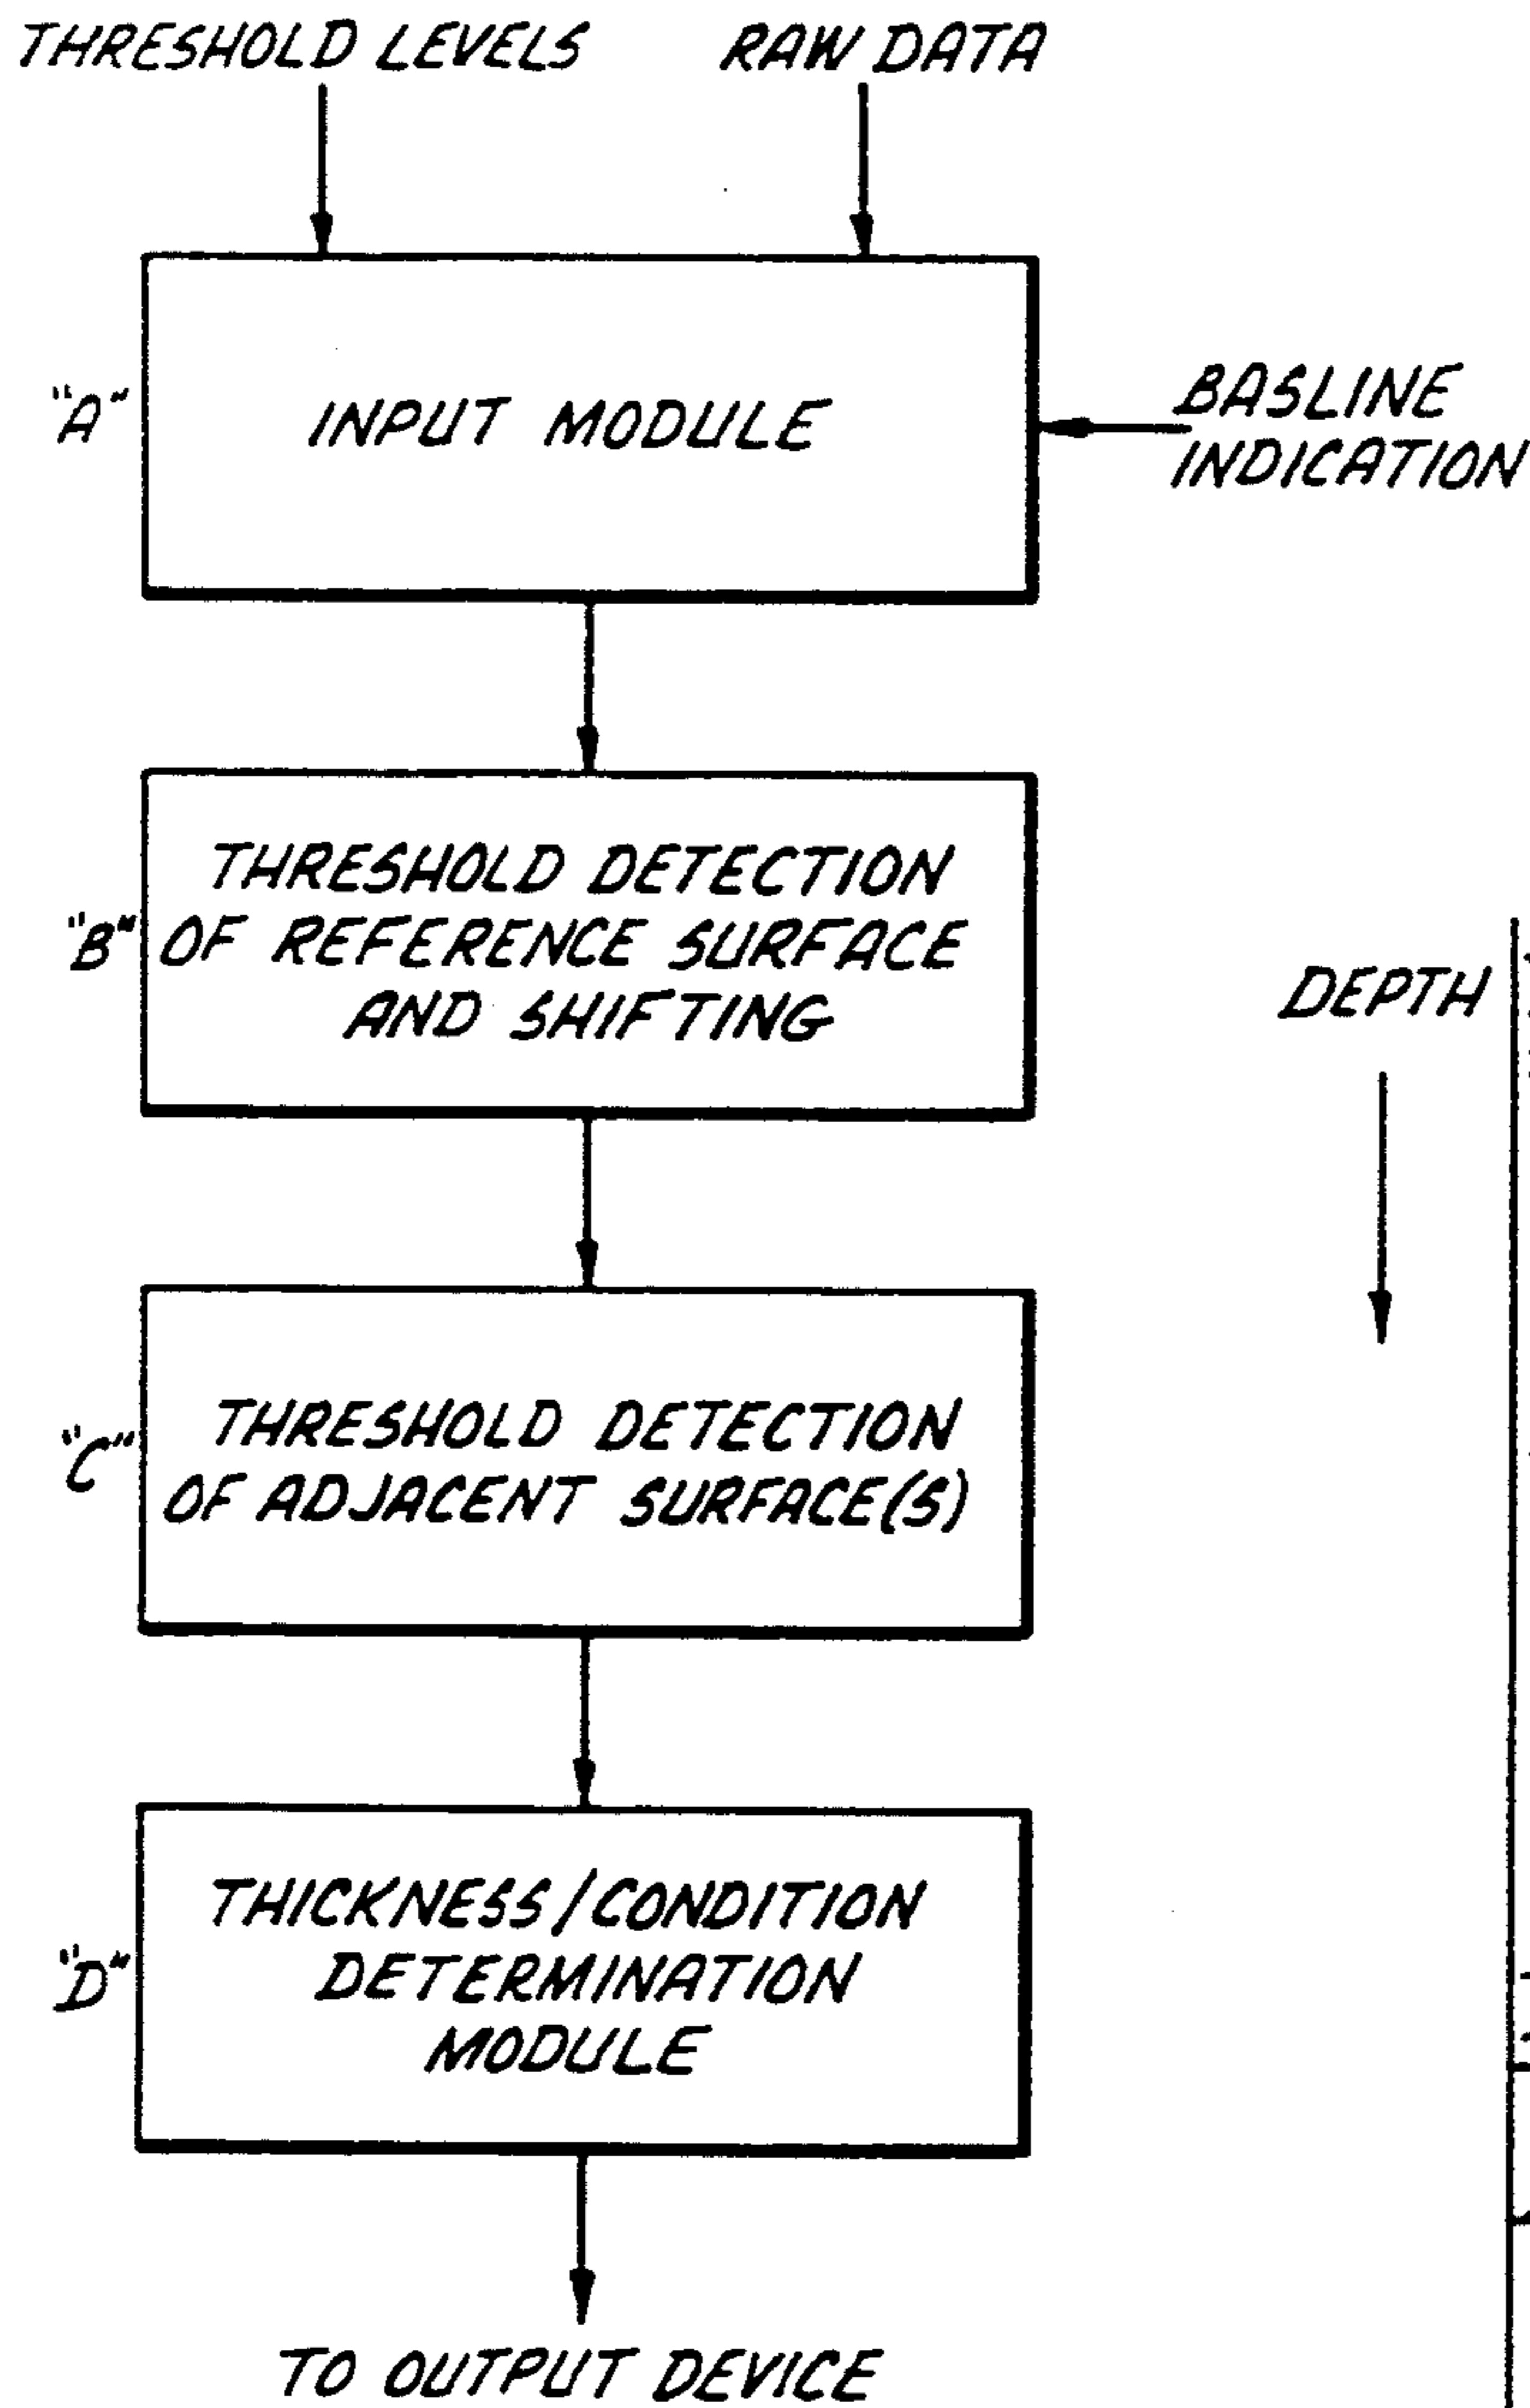 THRESHOLD LEVELS
RAW DATA
"A"
INPUT MODULE
BASLINE
INDICATION
THRESHOLD DETECTION
"B"
OF REFERENCE SURFACE
AND SHIFTING
DEPTH
"C"
THRESHOLD DETECTION
OF ADJACENT SURFACE(S)
"D"
THICKNESS/CONDITION
DETERMINATION
MODULE
TO OUTPUT DEVICE